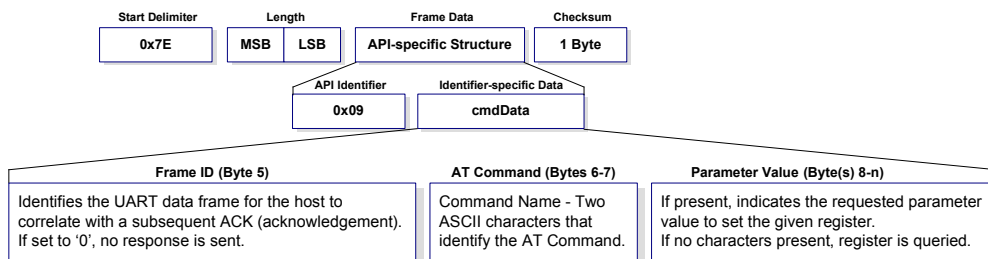 Start Delimiter Length Frame Data Checksum
0x7E MSB LSB API-specific Structure 1 Byte
API Identifier Identifier-specific Data
0x09 cmdData
Frame ID (Byte 5)
Identifies the UART data frame for the host to
correlate with a subsequent ACK (acknowledgement).
If set to ‘0’, no response is sent.
AT Command (Bytes 6-7)
Command Name - Two
ASCII characters that
identify the AT Command.
Parameter Value (Byte(s) 8-n)
If present, indicates the requested parameter
value to set the given register.
If no characters present, register is queried.